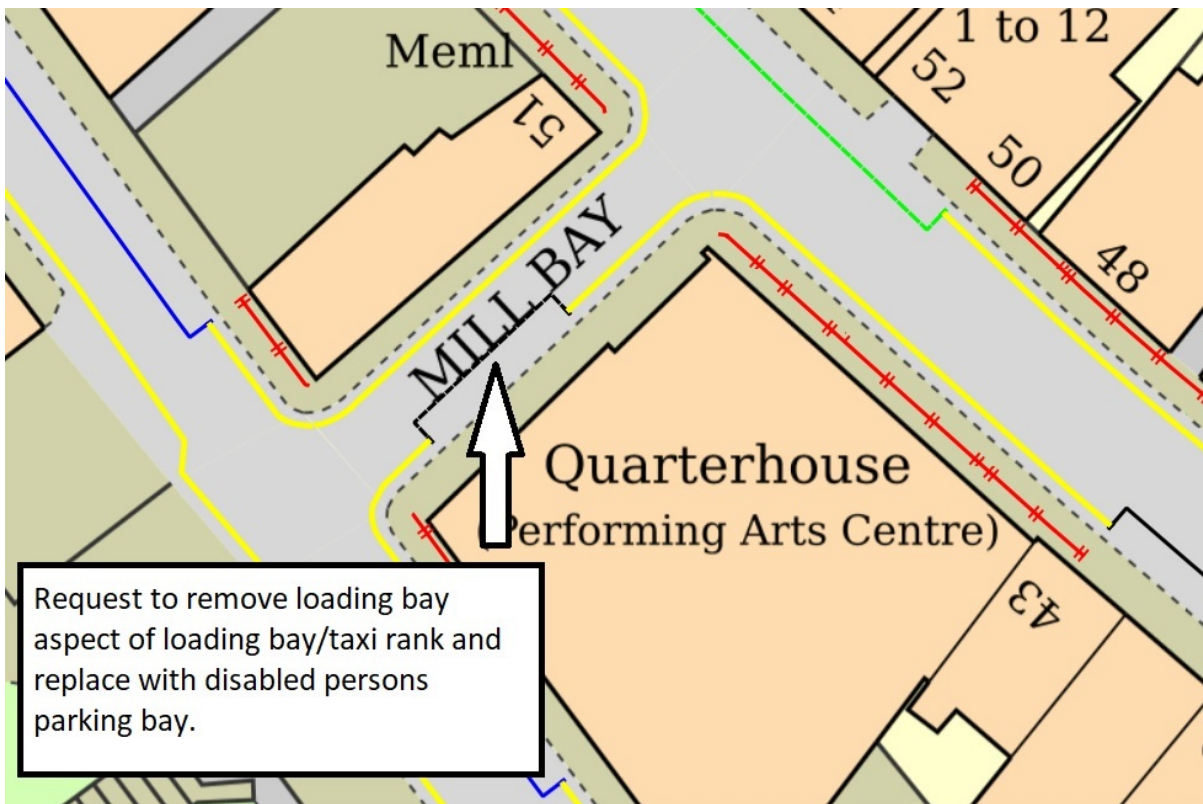 Meml
1 to 12
52
51
50
48
MILL BAY
Quarterhouse
(Performing Arts Centre)
43
Request to remove loading bay
aspect of loading bay/taxi rank and
replace with disabled persons
parking bay.